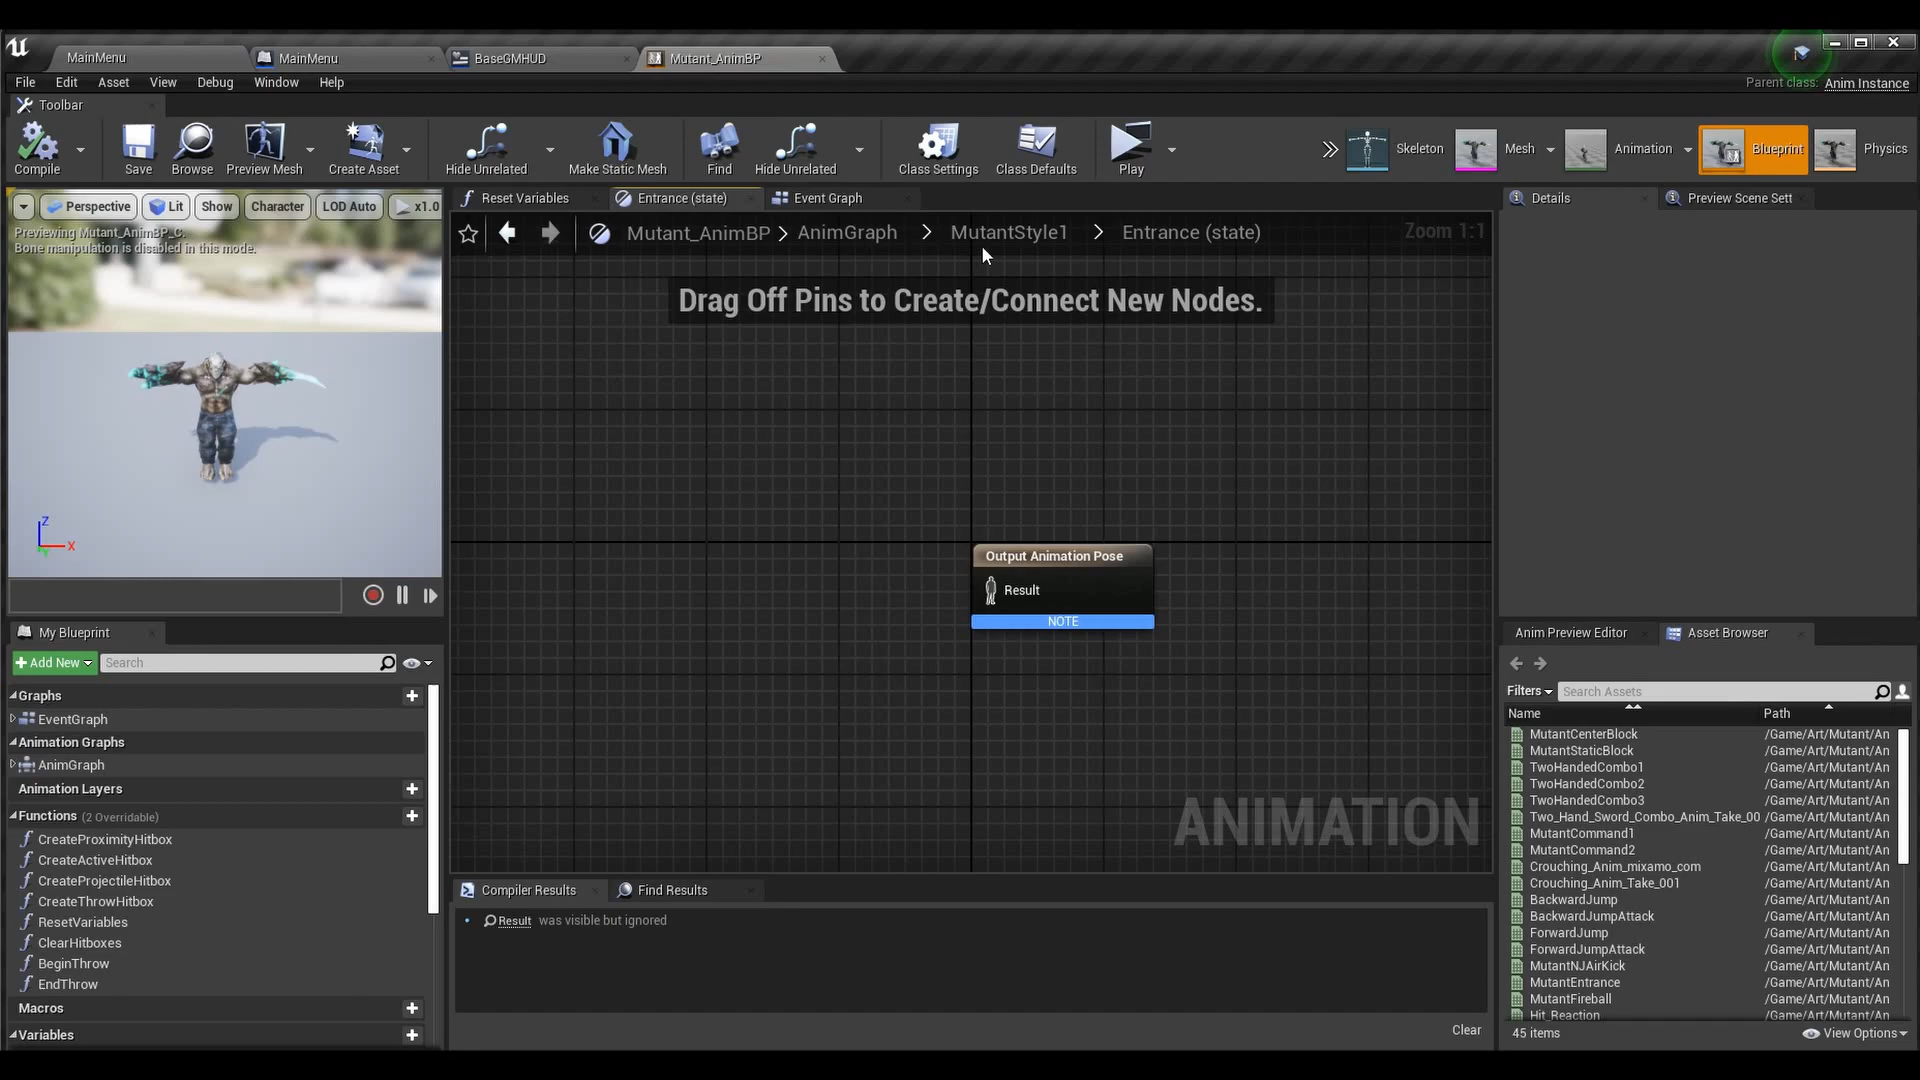 MainMenu
MainMenu
BaseGMHUD
Mutant_AnimBP
File Edit Asset View Debug Window Help
Parent class: Anim Instance
Toolbar
Compile
Save
Browse
Preview Mesh
Create Asset
Hide Unrelated
Make Static Mesh
Find
Hide Unrelated
Class Settings
Class Defaults
Play
Skeleton
Mesh
Animation
Blueprint
Physics
Perspective
Lit
Show
Character
LOD Auto
x1.0
Previewing Mutant_AnimBP_C.
Bone manipulation is disabled in this mode.
Z
X
Y
Reset Variables
Entrance (state)
Event Graph
Mutant_AnimBP > AnimGraph > MutantStyle1 > Entrance (state)
Zoom 1:1
Drag Off Pins to Create/Connect New Nodes.
Output Animation Pose
Result
NOTE
ANIMATION
Details
Preview Scene Sett
My Blueprint
Add New
Search
Graphs
EventGraph
Animation Graphs
AnimGraph
Animation Layers
Functions (2 Overridable)
CreateProximityHitbox
CreateActiveHitbox
CreateProjectileHitbox
CreateThrowHitbox
ResetVariables
ClearHitboxes
BeginThrow
EndThrow
Macros
Variables
Compiler Results
Find Results
Result was visible but ignored
Clear
Anim Preview Editor
Asset Browser
Filters
Search Assets
Name Path
MutantCenterBlock /Game/Art/Mutant/An
MutantStaticBlock /Game/Art/Mutant/An
TwoHandedCombo1 /Game/Art/Mutant/An
TwoHandedCombo2 /Game/Art/Mutant/An
TwoHandedCombo3 /Game/Art/Mutant/An
Two_Hand_Sword_Combo_Anim_Take_00 /Game/Art/Mutant/An
MutantCommand1 /Game/Art/Mutant/An
MutantCommand2 /Game/Art/Mutant/An
Crouching_Anim_mixamo_com /Game/Art/Mutant/An
Crouching_Anim_Take_001 /Game/Art/Mutant/An
BackwardJump /Game/Art/Mutant/An
BackwardJumpAttack /Game/Art/Mutant/An
ForwardJump /Game/Art/Mutant/An
ForwardJumpAttack /Game/Art/Mutant/An
MutantNJAirKick /Game/Art/Mutant/An
MutantEntrance /Game/Art/Mutant/An
MutantFireball /Game/Art/Mutant/An
Hit_Reaction /Game/Art/Mutant/An
45 items
View Options